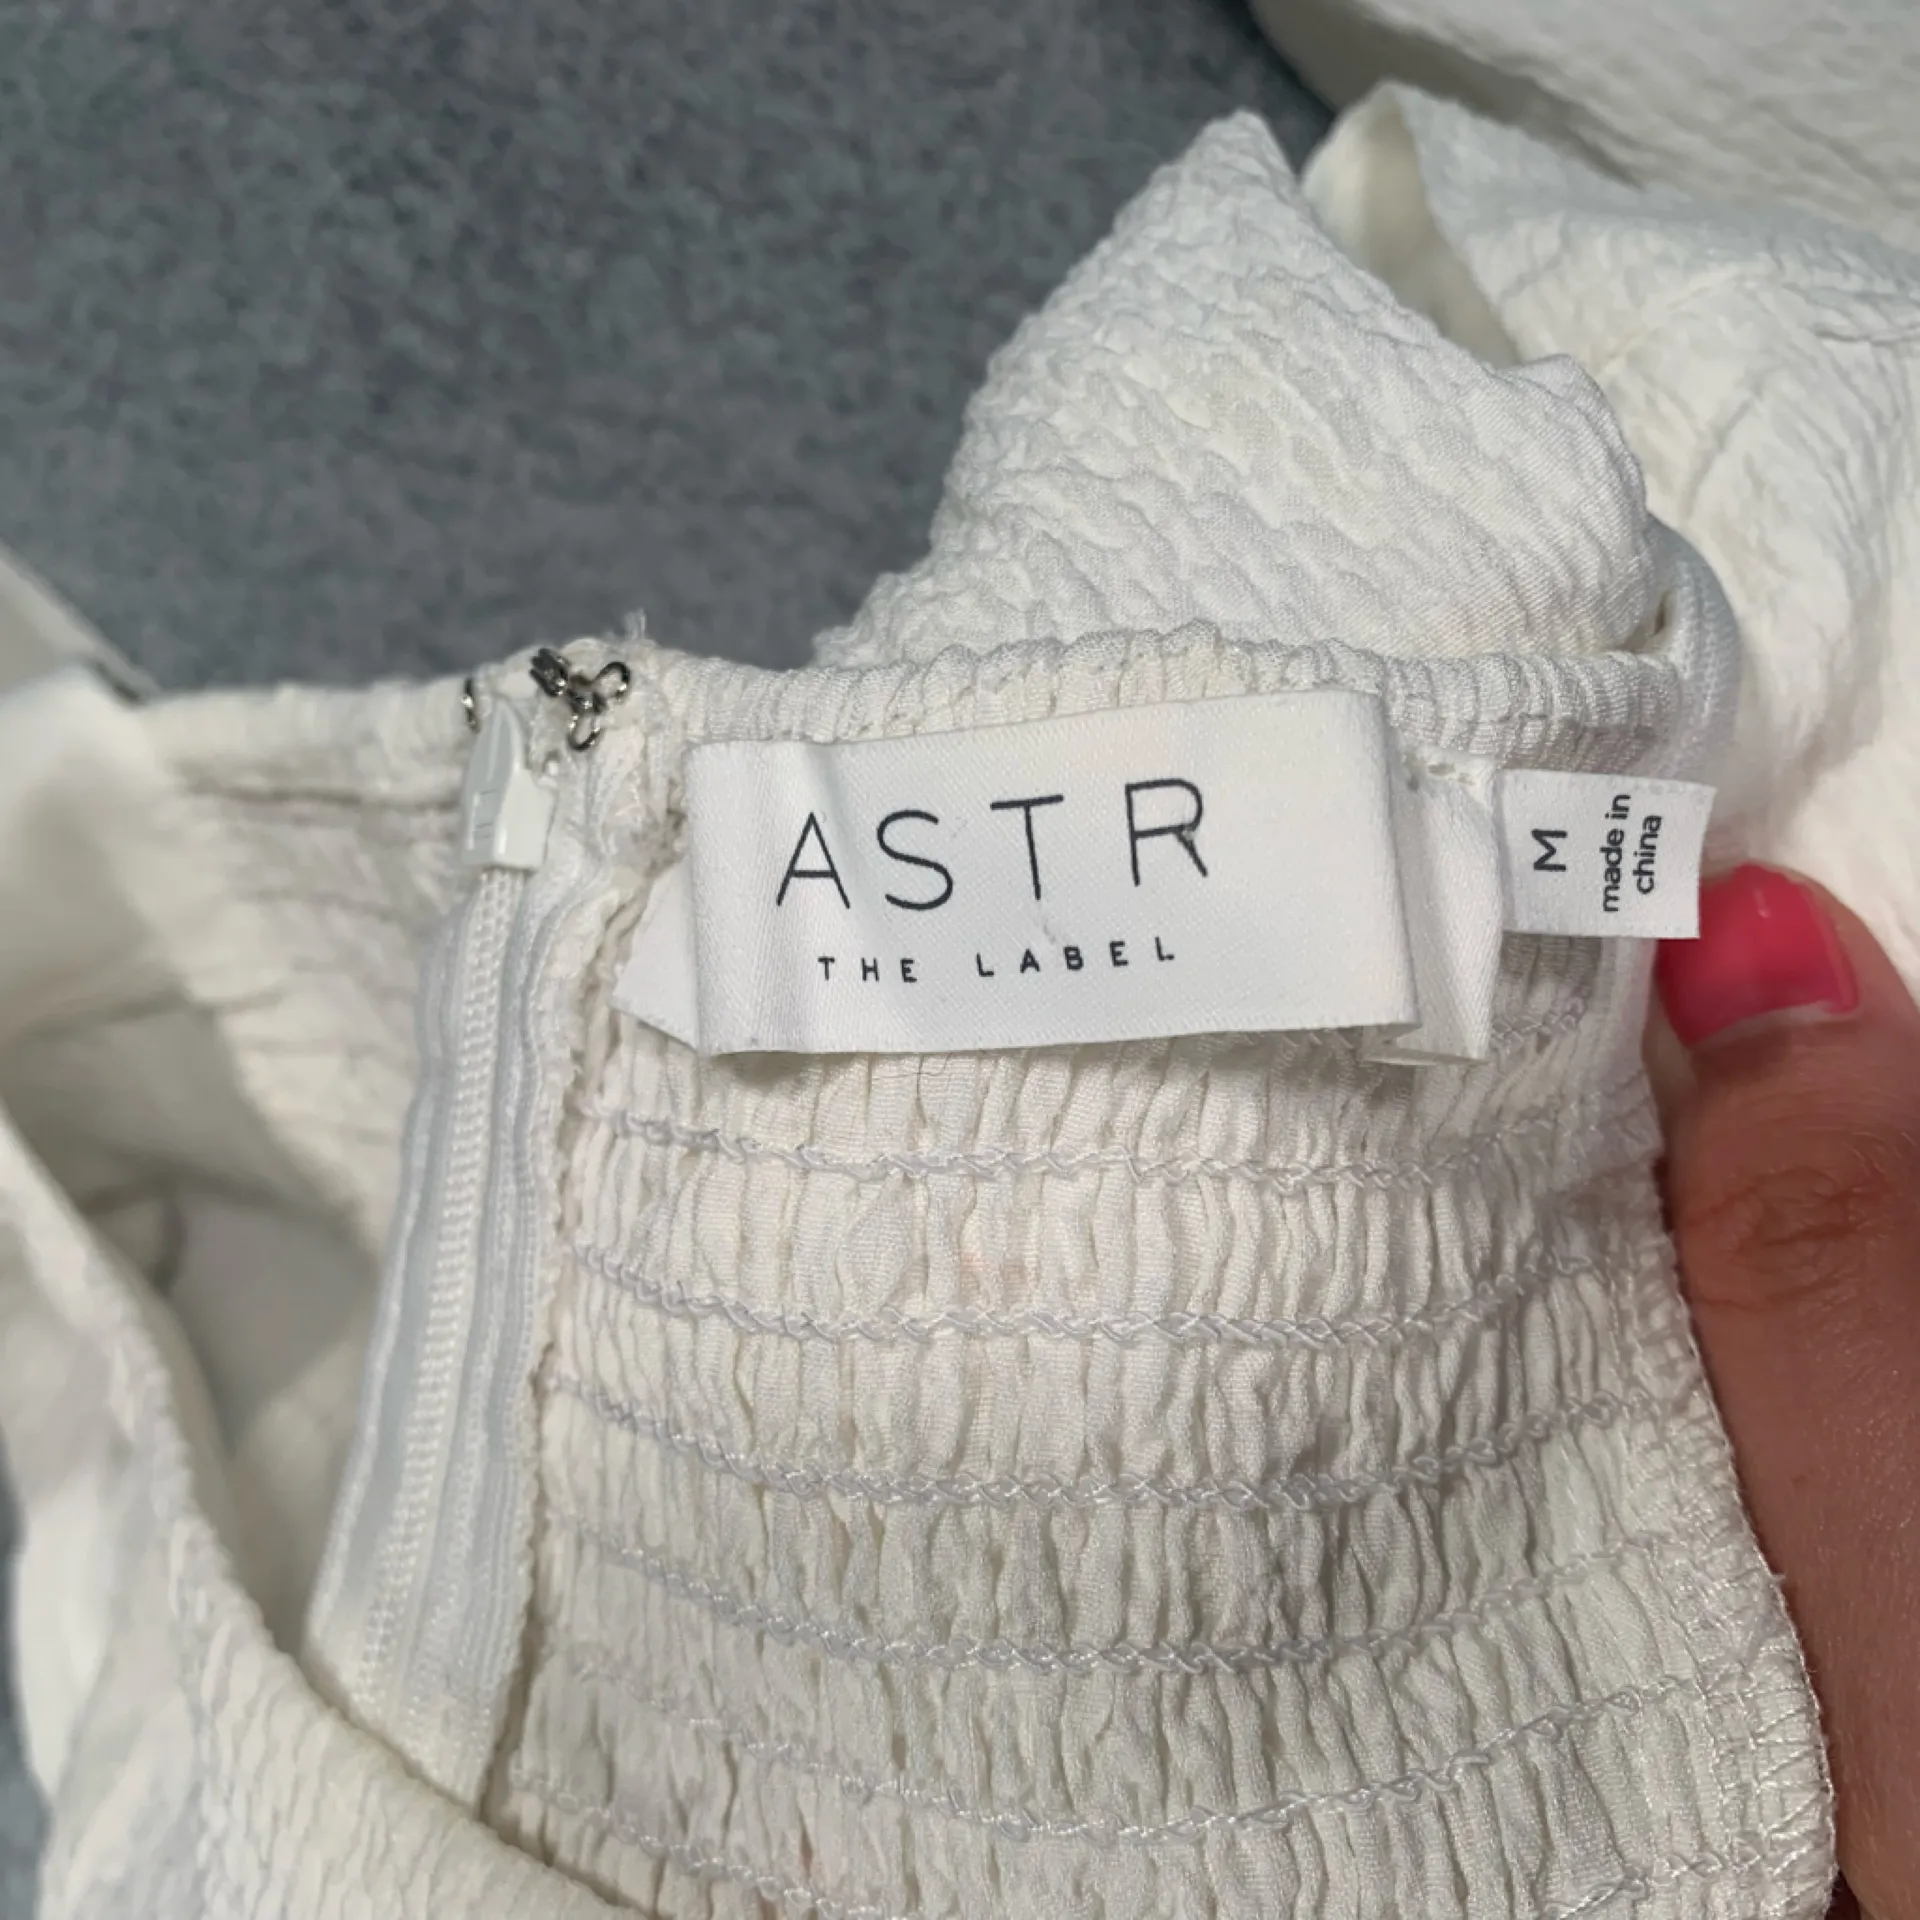 ASTR
THE LABEL
M
made in
china